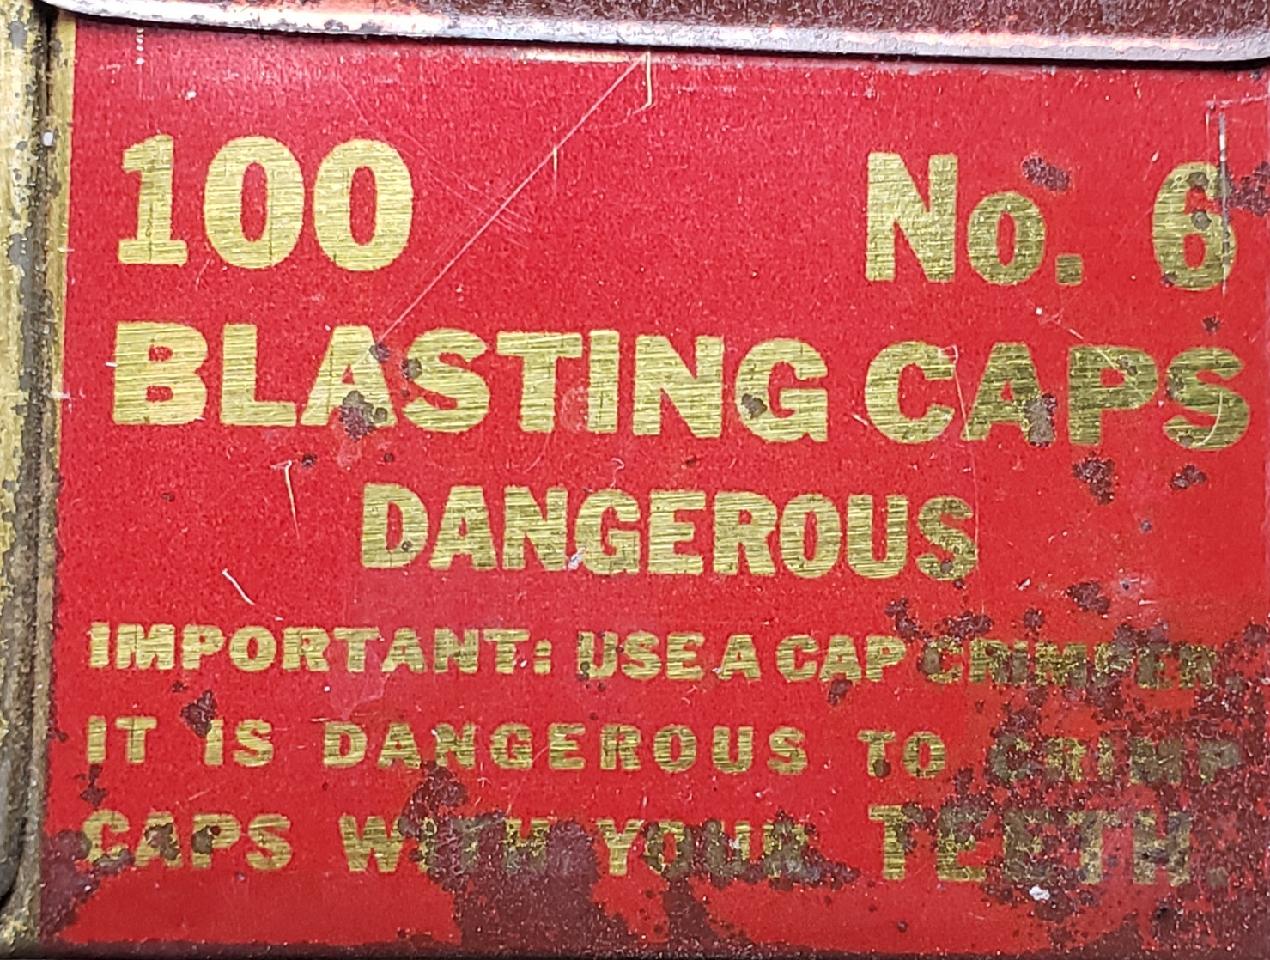 100 No. 6
BLASTING CAPS
DANGEROUS
IMPORTANT: USE A CAP CRIMPER
IT IS DANGEROUS TO CRIMP
CAPS WITH YOUR TEETH.